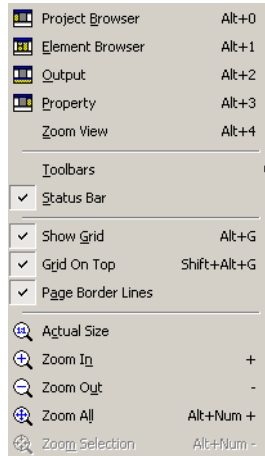 Project Browser Alt+0
Element Browser Alt+1
Output Alt+2
Property Alt+3
Zoom View Alt+4
Toolbars
Status Bar
Show Grid Alt+G
Grid On Top Shift+Alt+G
Page Border Lines
1:1 Actual Size
Zoom In +
Zoom Out -
Zoom All Alt+Num +
Zoom Selection Alt+Num -